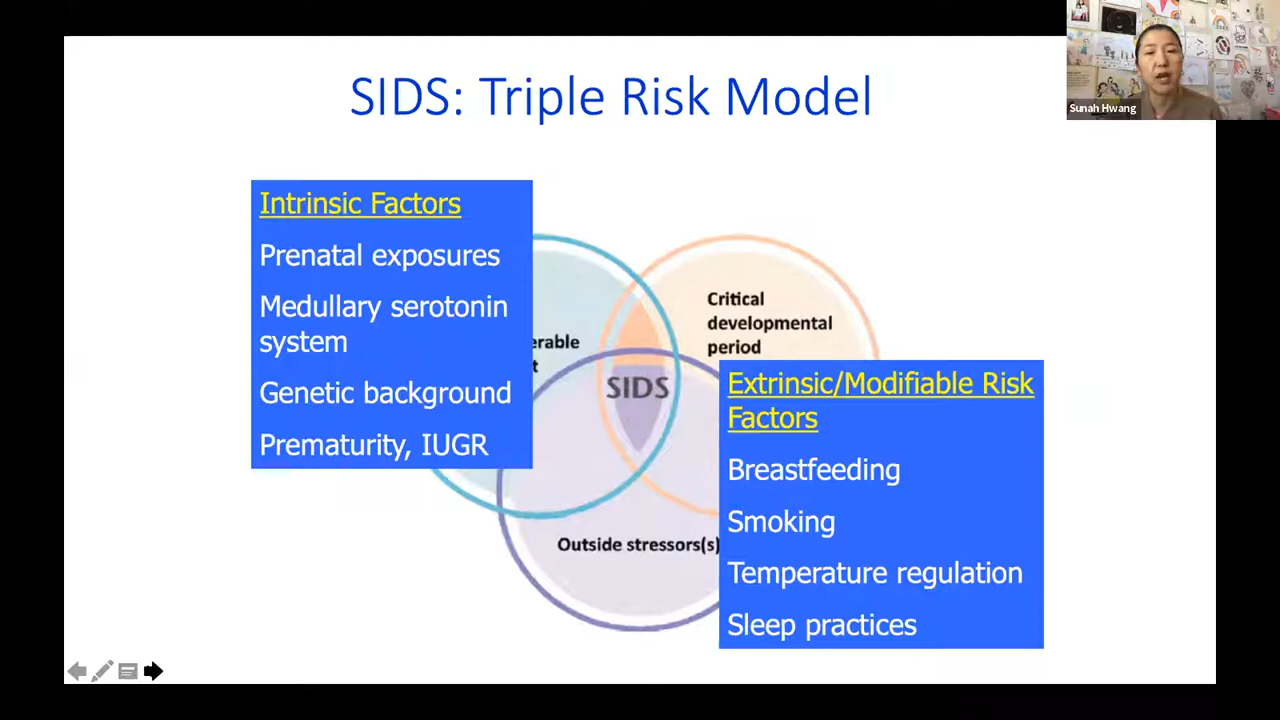 SIDS: Triple Risk Model
Sunah Hwang
Intrinsic Factors
Prenatal exposures
Medullary serotonin
system
Genetic background
Prematurity, IUGR
erable
t
Critical
developmental
period
SIDS
Extrinsic/Modifiable Risk
Factors
Breastfeeding
Smoking
Temperature regulation
Sleep practices
Outside stressors(s)